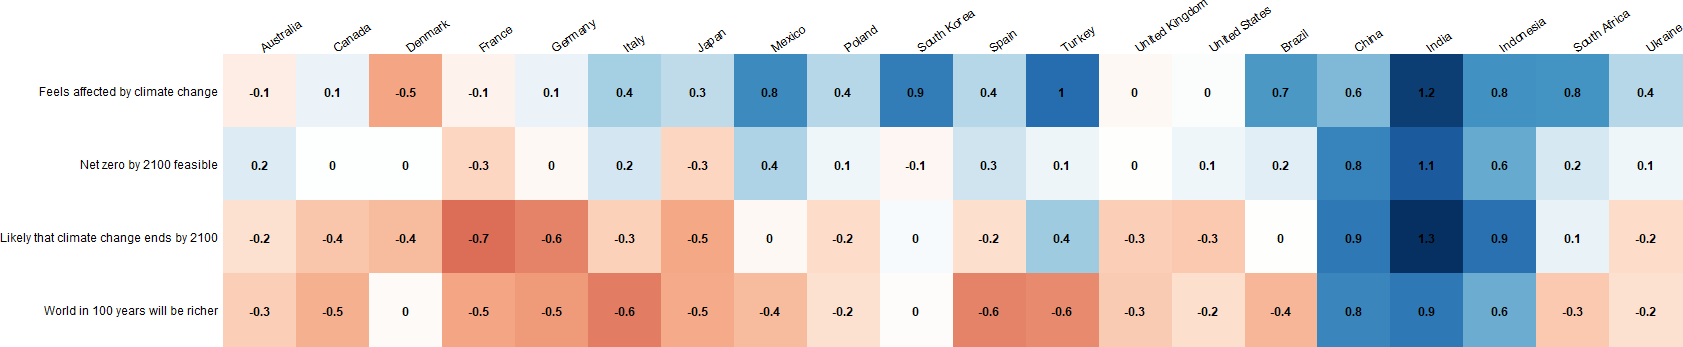 Australia Canada Denmark France Germany Italy Japan Mexico Poland South Korea Spain Turkey United Kingdom United States Brazil China India Indonesia South Africa Ukraine
Feels affected by climate change -0.1 0.1 -0.5 -0.1 0.1 0.4 0.3 0.8 0.4 0.9 0.4 1 0 0 0.7 0.6 1.2 0.8 0.8 0.4
Net zero by 2100 feasible 0.2 0 0 -0.3 0 0.2 -0.3 0.4 0.1 -0.1 0.3 0.1 0 0.1 0.2 0.8 1.1 0.6 0.2 0.1
Likely that climate change ends by 2100 -0.2 -0.4 -0.4 -0.7 -0.6 -0.3 -0.5 0 -0.2 0 -0.2 0.4 -0.3 -0.3 0 0.9 1.3 0.9 0.1 -0.2
World in 100 years will be richer -0.3 -0.5 0 -0.5 -0.5 -0.6 -0.5 -0.4 -0.2 0 -0.6 -0.6 -0.3 -0.2 -0.4 0.8 0.9 0.6 -0.3 -0.2